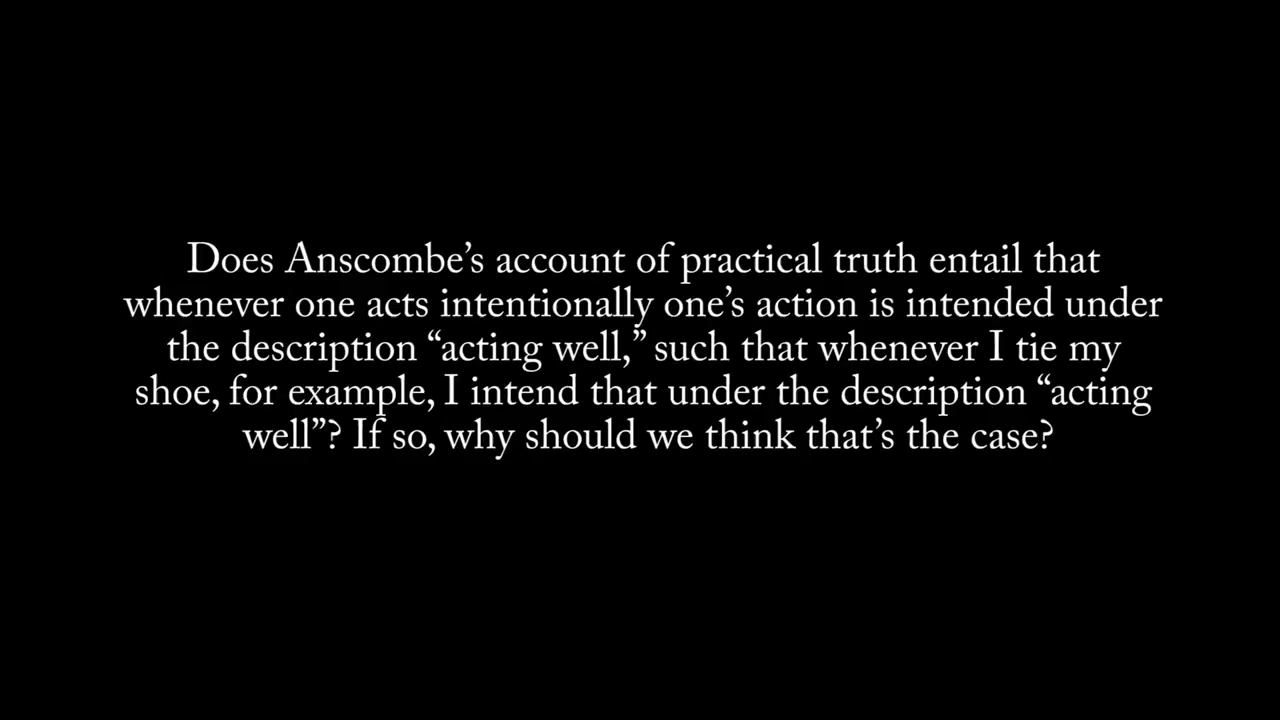 Does Anscombe’s account of practical truth entail that
whenever one acts intentionally one’s action is intended under
the description “acting well,” such that whenever I tie my
shoe, for example, I intend that under the description “acting
well”? If so, why should we think that’s the case?